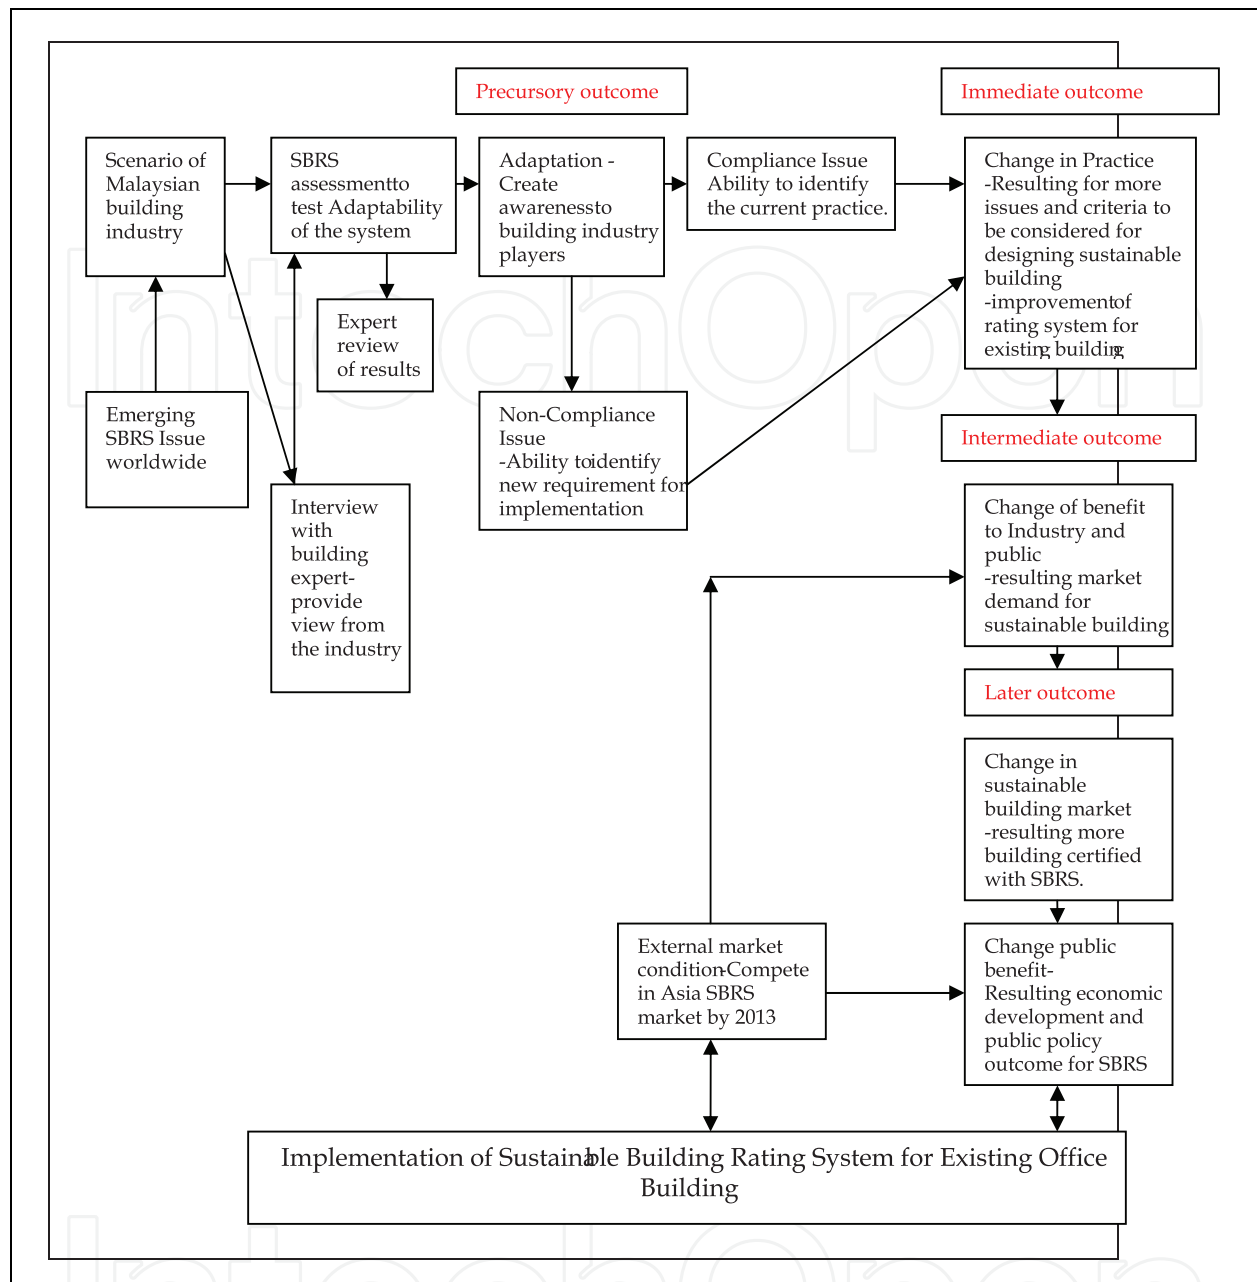 Precursory outcome
Immediate outcome
Scenario of
Malaysian
building
industry
SBRS
assessmentto
test Adaptability
of the system
Adaptation -
Create
awarenessto
building industry
players
Compliance Issue
Ability to identify
the current practice.
Change in Practice
-Resulting for more
issues and criteria to
be considered for
designing sustainable
building
-improvementof
rating system for
existing building
Expert
review
of results
Emerging
SBRS Issue
worldwide
Non-Compliance
Issue
-Ability toidentify
new requirement for
implementation
Intermediate outcome
Interview
with
building
expert-
provide
view from
the industry
Change of benefit
to Industry and
public
-resulting market
demand for
sustainable building
Later outcome
Change in
sustainable
building market
-resulting more
building certified
with SBRS.
External market
condition-Compete
in Asia SBRS
market by 2013
Change public
benefit-
Resulting economic
development and
public policy
outcome for SBRS
Implementation of Sustainable Building Rating System for Existing Office
Building
IntechOpen
IntechOpen